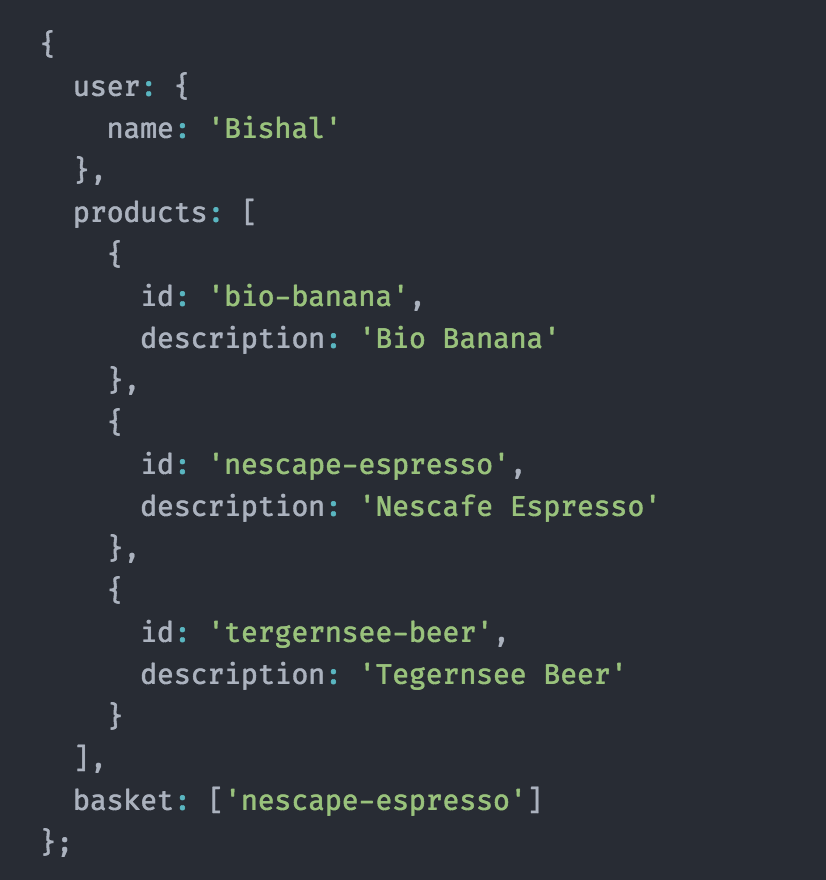 {
  user: {
    name: 'Bishal'
  },
  products: [
    {
      id: 'bio-banana',
      description: 'Bio Banana'
    },
    {
      id: 'nescape-espresso',
      description: 'Nescafe Espresso'
    },
    {
      id: 'tergernsee-beer',
      description: 'Tegernsee Beer'
    }
  ],
  basket: ['nescape-espresso']
};